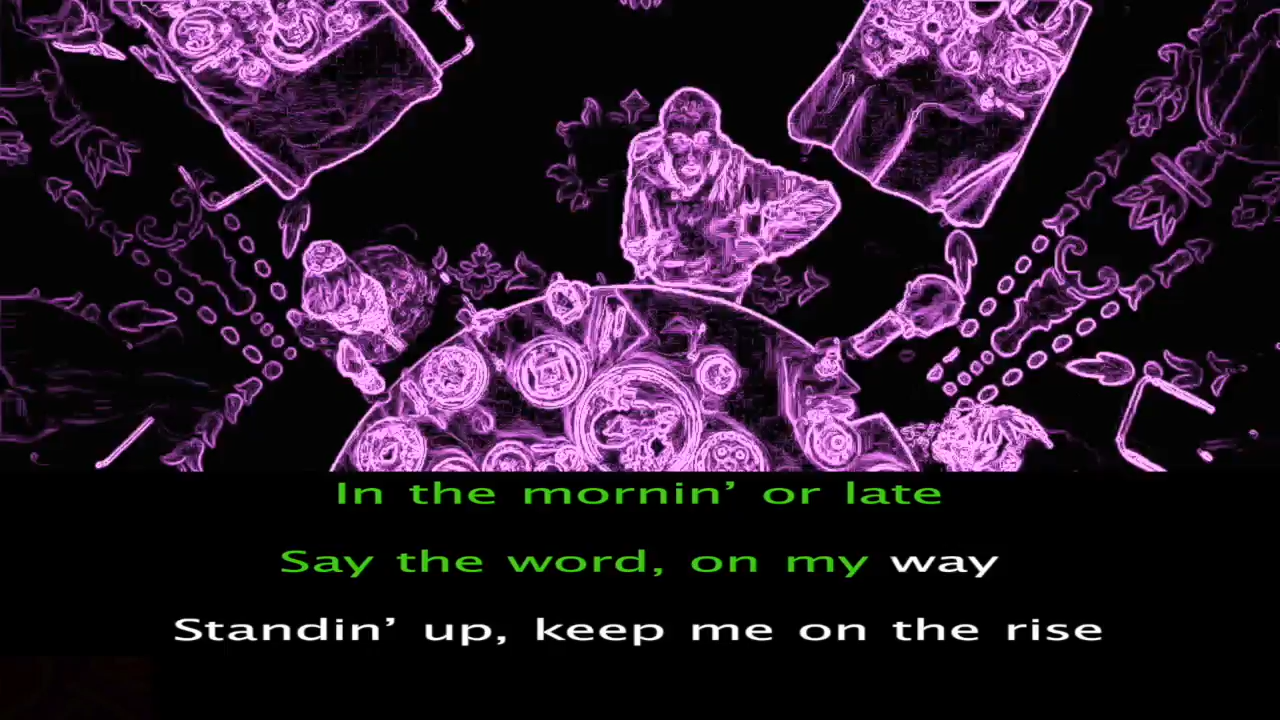 In the mornin’ or late
Say the word, on my way
Standin’ up, keep me on the rise